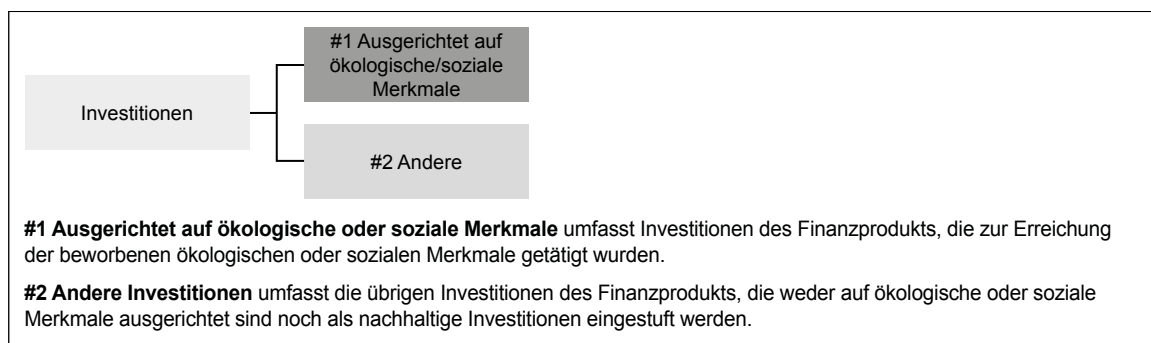 #1 Ausgerichtet auf
ökologische/soziale
Merkmale
Investitionen
#2 Andere
#1 Ausgerichtet auf ökologische oder soziale Merkmale umfasst Investitionen des Finanzprodukts, die zur Erreichung
der beworbenen ökologischen oder sozialen Merkmale getätigt wurden.
#2 Andere Investitionen umfasst die übrigen Investitionen des Finanzprodukts, die weder auf ökologische oder soziale
Merkmale ausgerichtet sind noch als nachhaltige Investitionen eingestuft werden.